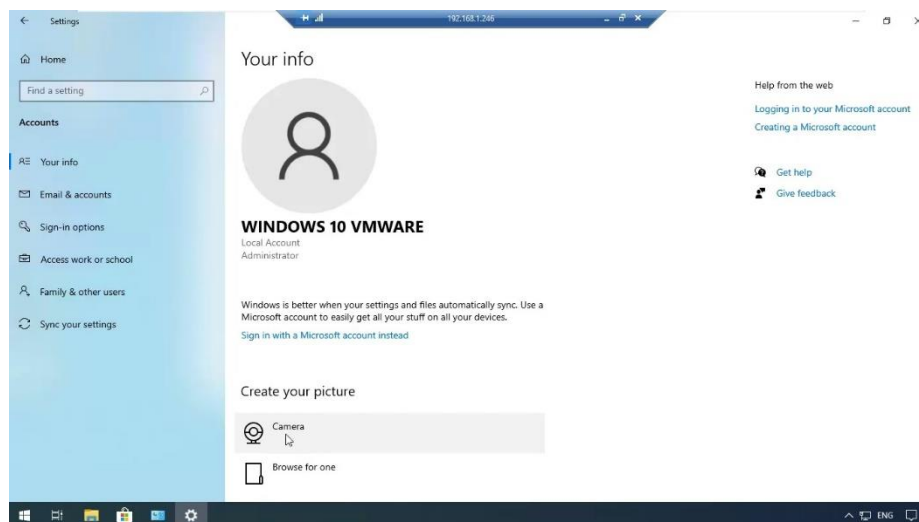 Settings
192.168.1.246
Home
Find a setting
Accounts
Your info
Email & accounts
Sign-in options
Access work or school
Family & other users
Sync your settings
Your info
WINDOWS 10 VMWARE
Local Account
Administrator
Windows is better when your settings and files automatically sync. Use a
Microsoft account to easily get all your stuff on all your devices.
Sign in with a Microsoft account instead
Create your picture
Camera
Browse for one
Help from the web
Logging in to your Microsoft account
Creating a Microsoft account
Get help
Give feedback
ENG